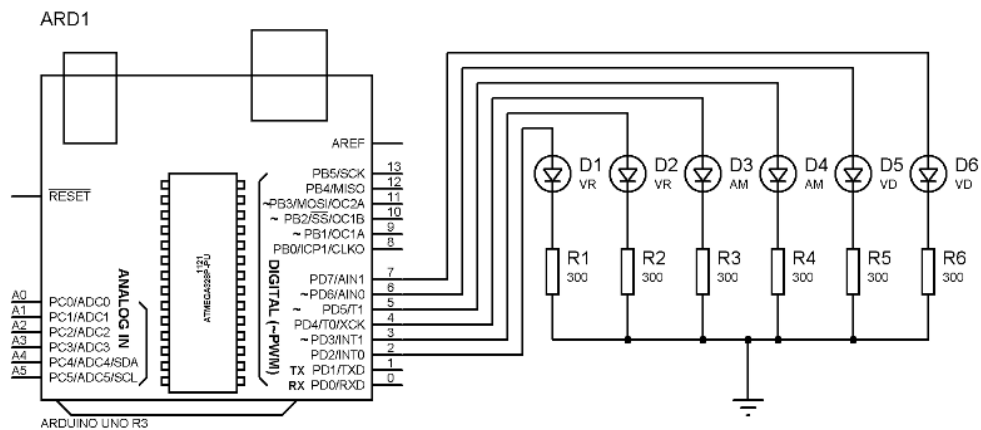 ARD1
RESET
A0 PC0/ADC0
A1 PC1/ADC1
A2 PC2/ADC2
A3 PC3/ADC3
A4 PC4/ADC4/SDA
A5 PC5/ADC5/SCL
ANALOG IN
1121
ATMEGA328P-PU
DIGITAL (~PWM)
AREF
PB5/SCK 13
PB4/MISO 12
~PB3/MOSI/OC2A 11
~ PB2/SS/OC1B 10
~ PB1/OC1A 9
PB0/ICP1/CLKO 8
PD7/AIN1 7
~PD6/AIN0 6
~ PD5/T1 5
PD4/T0/XCK 4
~PD3/INT1 3
PD2/INT0 2
TX PD1/TXD 1
RX PD0/RXD 0
ARDUINO UNO R3
D1
VR
D2
VR
D3
AM
D4
AM
D5
VD
D6
VD
R1
300
R2
300
R3
300
R4
300
R5
300
R6
300